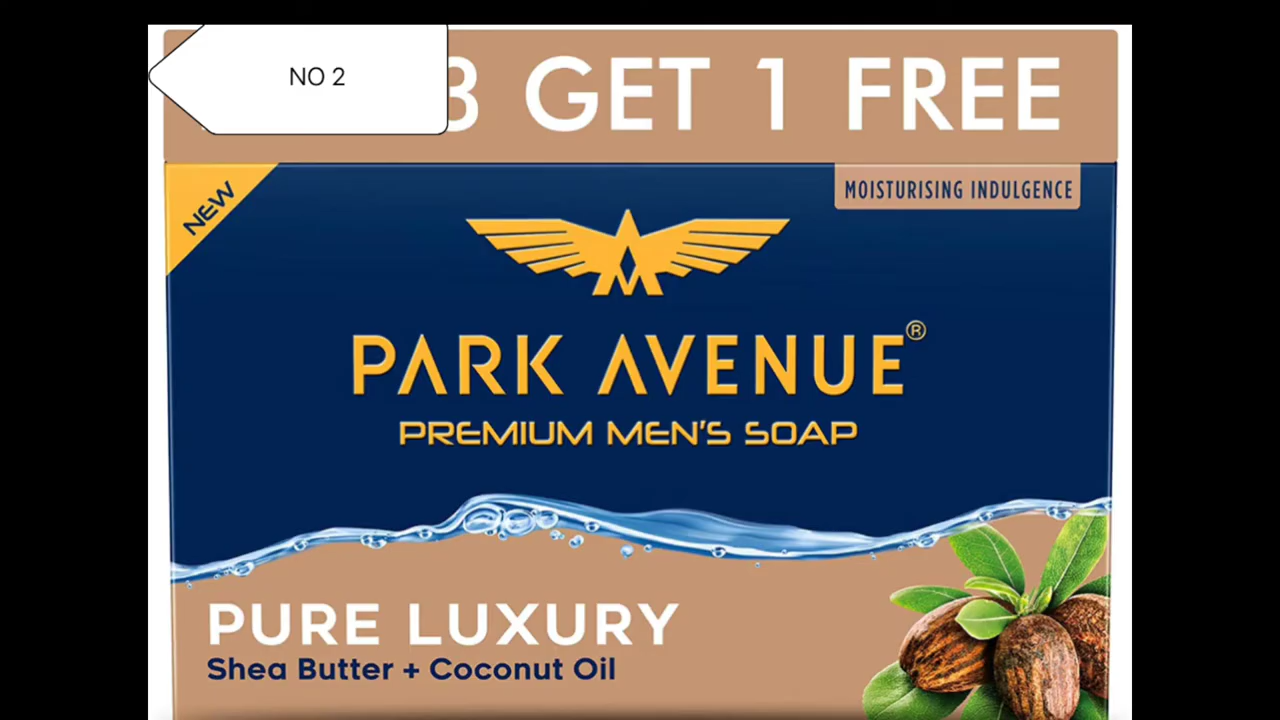 NO 2
3 GET 1 FREE
NEW
MOISTURISING INDULGENCE
PARK AVENUE®
PREMIUM MEN'S SOAP
PURE LUXURY
Shea Butter + Coconut Oil